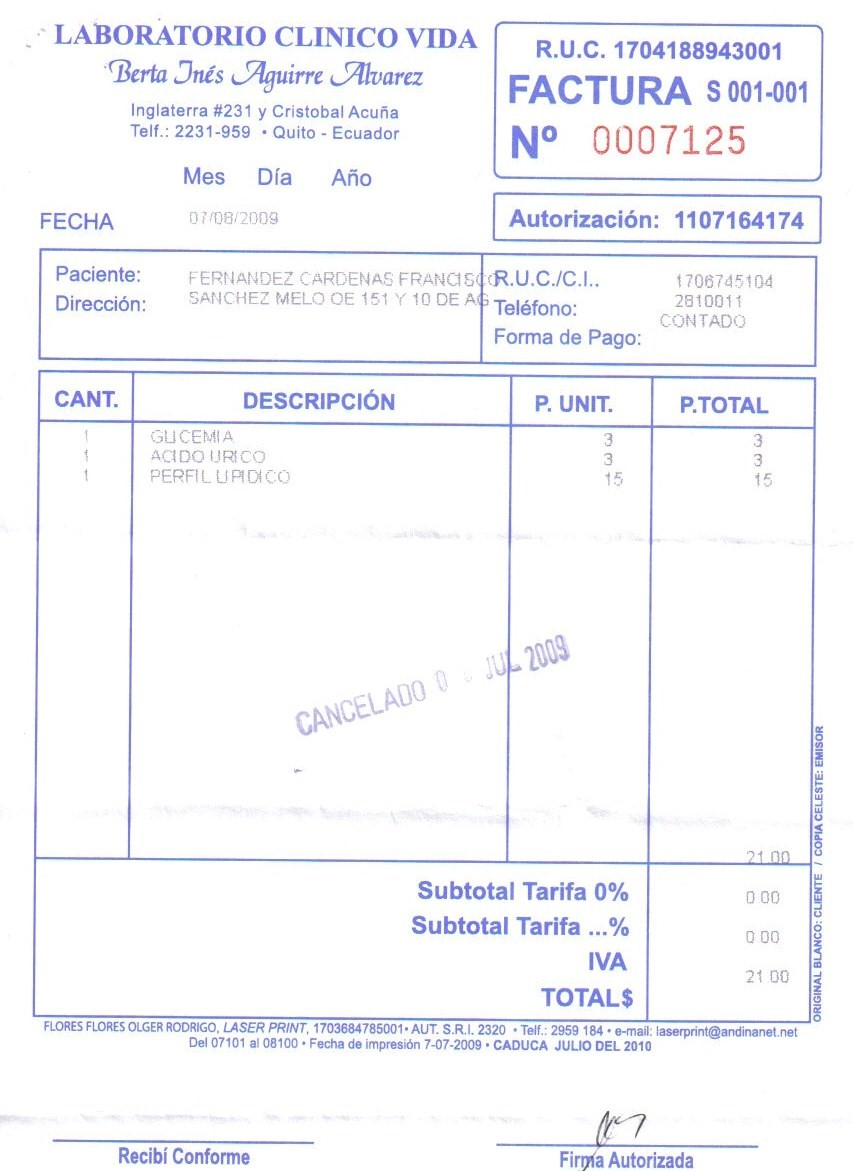 LABORATORIO CLINICO VIDA
Berta Inés Aguirre Alvarez
Inglaterra #231 y Cristobal Acuña
Telf.: 2231-959 • Quito - Ecuador
R.U.C. 1704188943001
FACTURA S 001-001
Nº 0007125
Mes Día Año
FECHA 07/08/2009
Autorización: 1107164174
Paciente: FERNANDEZ CARDENAS FRANCISCO
Dirección: SANCHEZ MELO OE 151 Y 10 DE AG
R.U.C./C.I.. 1706745104
Teléfono: 2810011
Forma de Pago: CONTADO
CANT. DESCRIPCIÓN P. UNIT. P.TOTAL
1 GLICEMIA 3 3
1 ACIDO URICO 3 3
1 PERFIL LIPIDICO 15 15
CANCELADO 0 JUL 2009
21.00
Subtotal Tarifa 0% 0.00
Subtotal Tarifa ...% 0.00
IVA 21.00
TOTAL$
ORIGINAL BLANCO: CLIENTE / COPIA CELESTE: EMISOR
FLORES FLORES OLGER RODRIGO, LASER PRINT, 1703684785001• AUT. S.R.I. 2320 • Telf.: 2959 184 • e-mail: laserprint@andinanet.net
Del 07101 al 08100 • Fecha de impresión 7-07-2009 • CADUCA JULIO DEL 2010
Recibí Conforme
Firma Autorizada